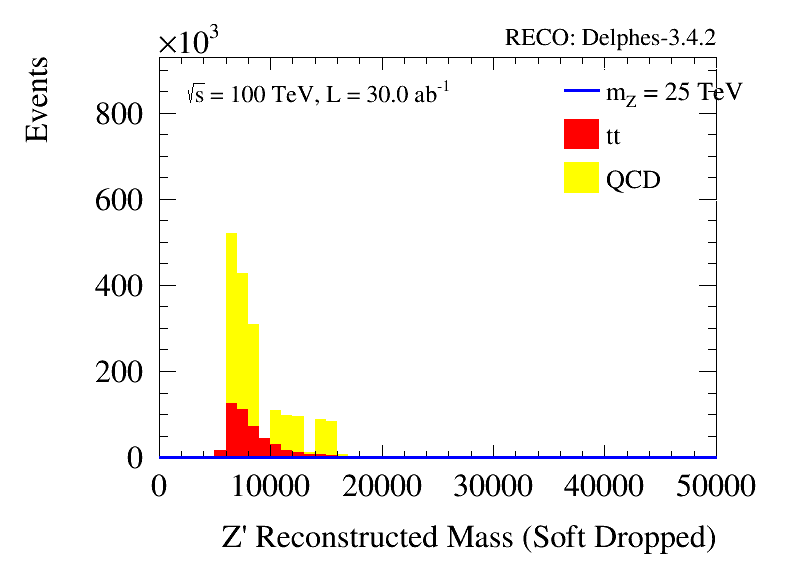 ×10³
RECO: Delphes-3.4.2
Events
√s = 100 TeV, L = 30.0 ab⁻¹
m_Z = 25 TeV
tt
QCD
800
600
400
200
0
0 10000 20000 30000 40000 50000
Z' Reconstructed Mass (Soft Dropped)